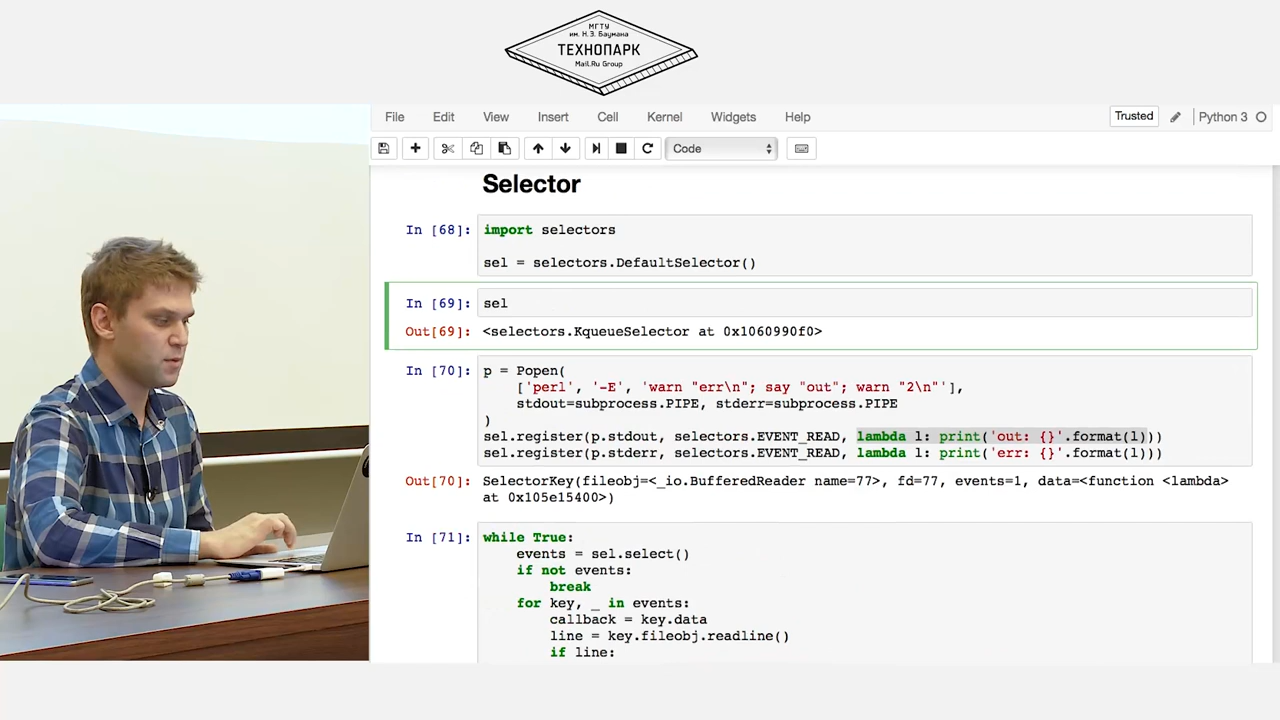 МГТУ
им. Н.Э. Баумана
ТЕХНОПАРК
Mail.Ru Group
File Edit View Insert Cell Kernel Widgets Help
Trusted
Python 3
Code
Selector
In [68]:
import selectors
sel = selectors.DefaultSelector()
In [69]:
sel
Out[69]:
<selectors.KqueueSelector at 0x1060990f0>
In [70]:
p = Popen(
['perl', '-E', 'warn "err\n"; say "out"; warn "2\n"'],
stdout=subprocess.PIPE, stderr=subprocess.PIPE
)
sel.register(p.stdout, selectors.EVENT_READ, lambda l: print('out: {}'.format(l)))
sel.register(p.stderr, selectors.EVENT_READ, lambda l: print('err: {}'.format(l)))
Out[70]:
SelectorKey(fileobj=<_io.BufferedReader name=77>, fd=77, events=1, data=<function <lambda>
at 0x105e15400>)
In [71]:
while True:
events = sel.select()
if not events:
break
for key, _ in events:
callback = key.data
line = key.fileobj.readline()
if line: